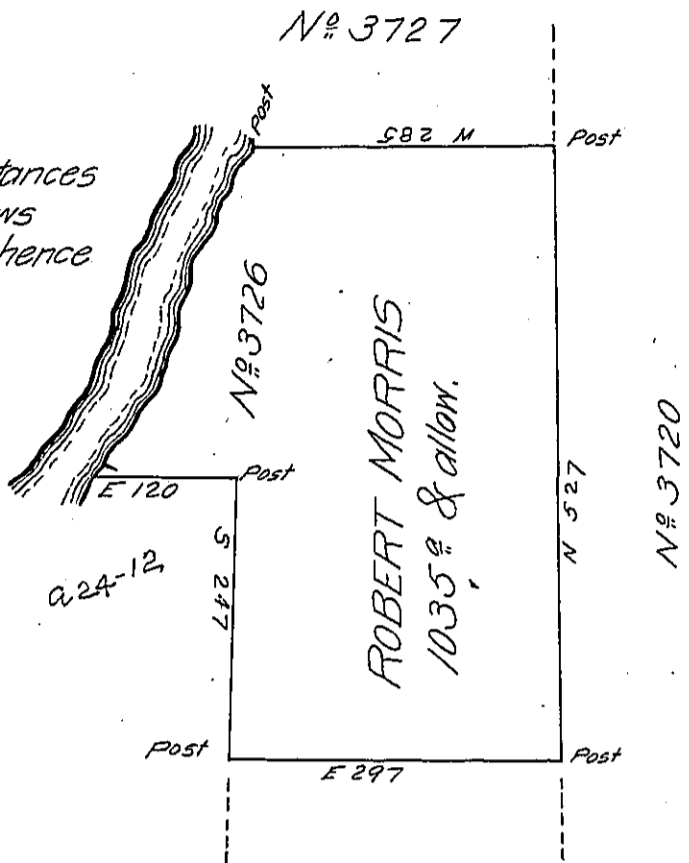 Nº 3727
Post
W 285
Post
tances
ws
hence
Nº 3726
ROBERT MORRIS
1035ª & allow.
N 527
Nº 3720
E 120
Post
S 247
a 24-12
Post
E 297
Post